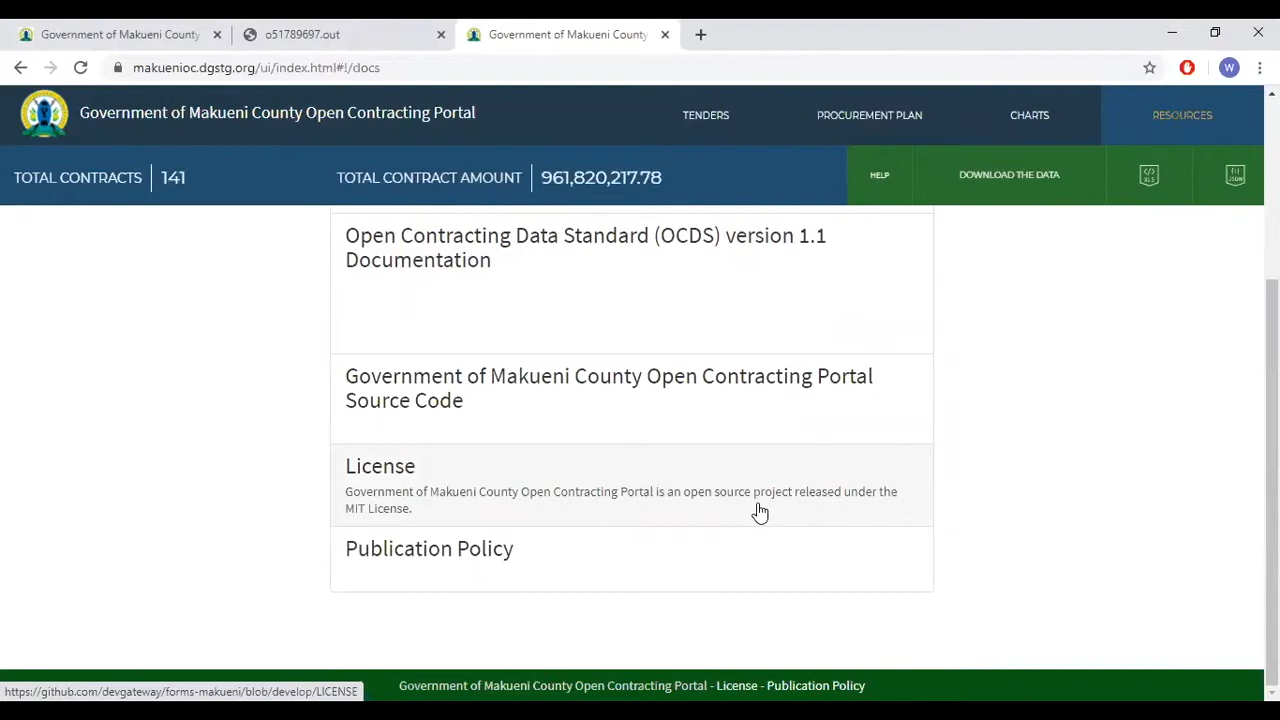 Government of Makueni County
o51789697.out
Government of Makueni County
W
makuenioc.dgstg.org/ui/index.html#!/docs
Government of Makueni County Open Contracting Portal
TENDERS
PROCUREMENT PLAN
CHARTS
RESOURCES
TOTAL CONTRACTS 141
TOTAL CONTRACT AMOUNT 961,820,217.78
HELP
DOWNLOAD THE DATA
XLS
JSON
Open Contracting Data Standard (OCDS) version 1.1
Documentation
Government of Makueni County Open Contracting Portal
Source Code
License
Government of Makueni County Open Contracting Portal is an open source project released under the
MIT License.
Publication Policy
Government of Makueni County Open Contracting Portal - License - Publication Policy
https://github.com/devgateway/forms-makueni/blob/develop/LICENSE